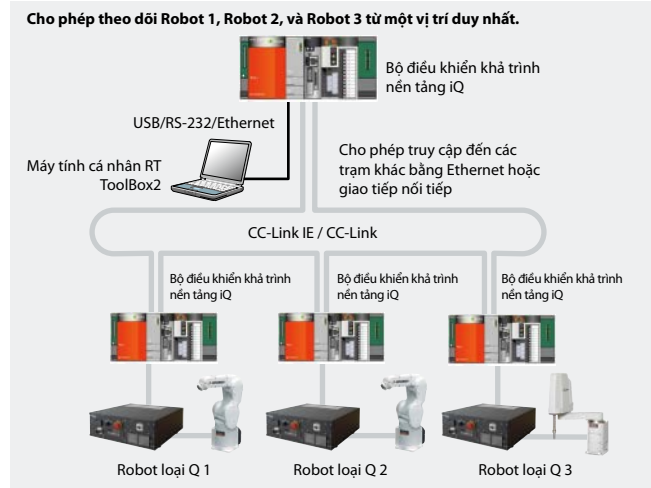 Cho phép theo dõi Robot 1, Robot 2, và Robot 3 từ một vị trí duy nhất.
Bộ điều khiển khả trình
nền tảng iQ
USB/RS-232/Ethernet
Máy tính cá nhân RT
ToolBox2
Cho phép truy cập đến các
trạm khác bằng Ethernet hoặc
giao tiếp nối tiếp
CC-Link IE / CC-Link
Bộ điều khiển khả trình
nền tảng iQ
Bộ điều khiển khả trình
nền tảng iQ
Bộ điều khiển khả trình
nền tảng iQ
Robot loại Q 1
Robot loại Q 2
Robot loại Q 3